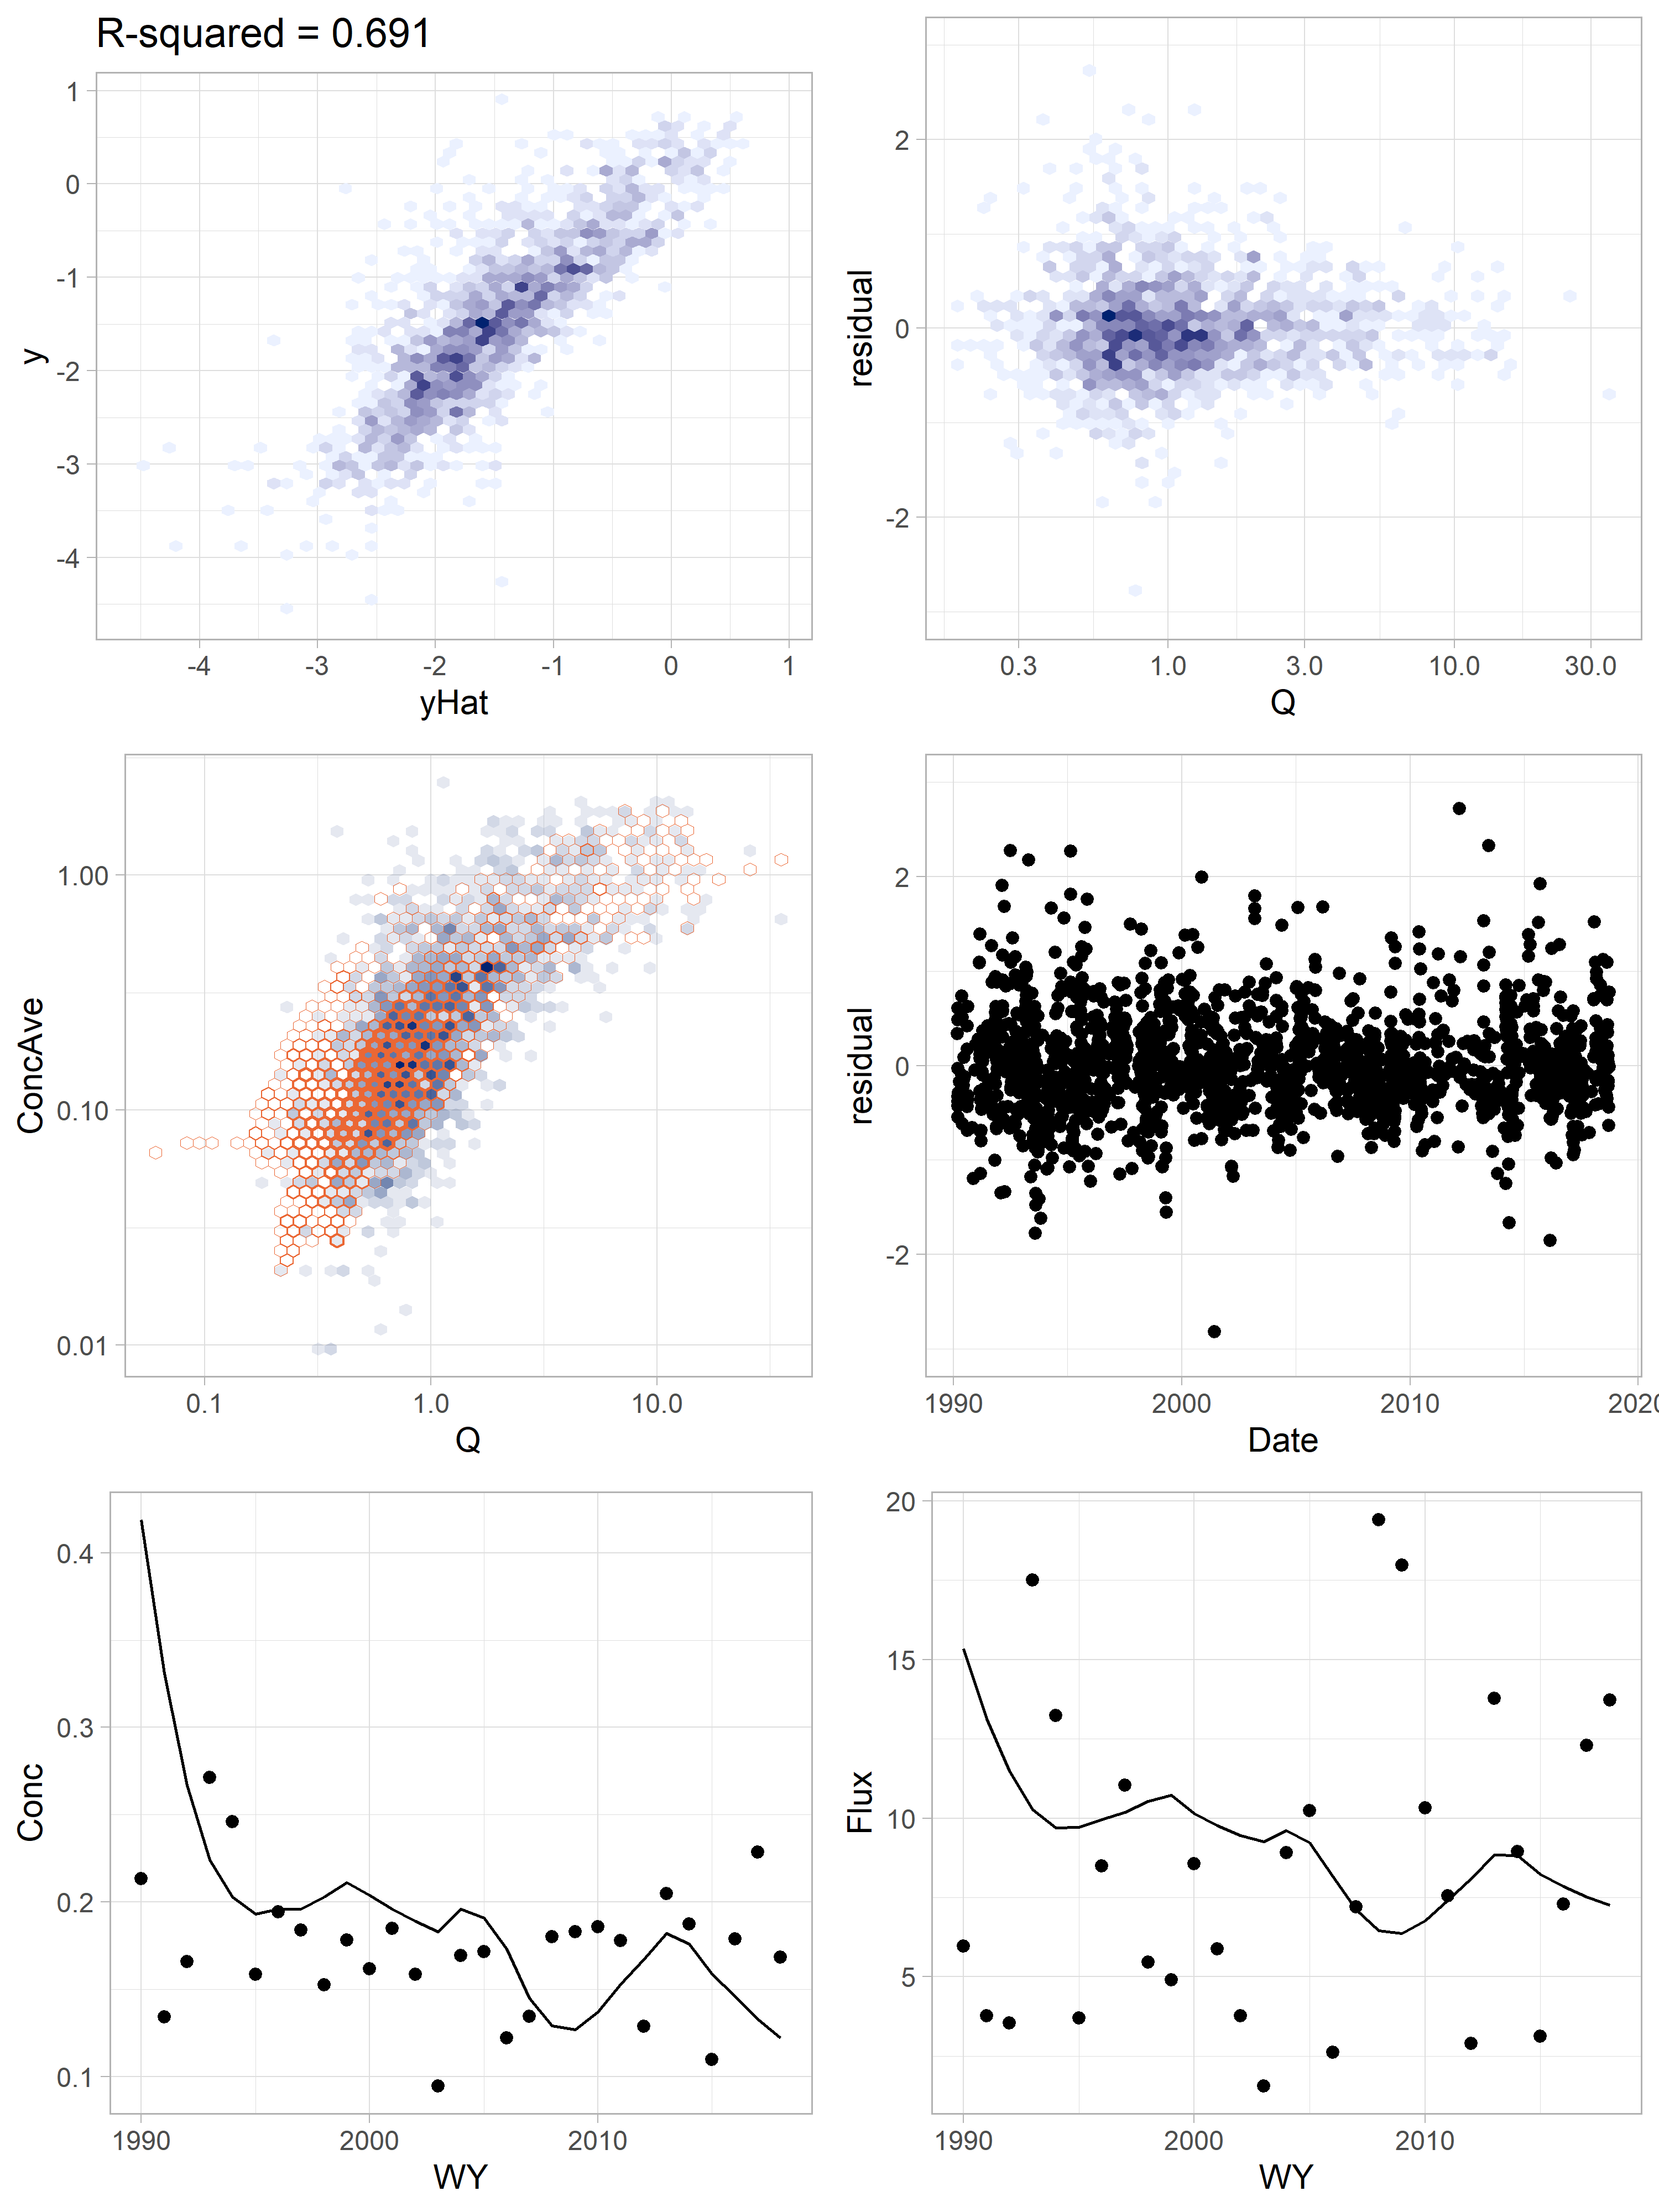 R-squared = 0.691
1
0
-1
-2
-3
-4
y
-4 -3 -2 -1 0 1
yHat
2
0
-2
residual
0.3 1.0 3.0 10.0 30.0
Q
1.00
0.10
0.01
ConcAve
0.1 1.0 10.0
Q
2
0
-2
residual
1990 2000 2010 2020
Date
0.4
0.3
0.2
0.1
Conc
1990 2000 2010
WY
20
15
10
5
Flux
1990 2000 2010
WY